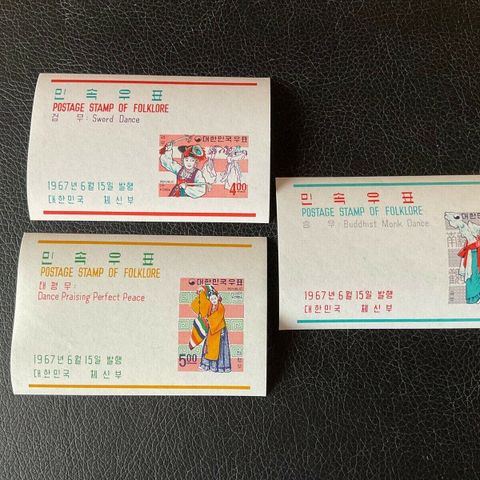 민 속 우 표
POSTAGE STAMP OF FOLKLORE
검 무: Sword Dance
대한민국우표
4.00
1967년 6월 15일 발행
대한민국 체신부
민 속 우 표
POSTAGE STAMP OF FOLKLORE
승 무: Buddhist Monk Dance
1967년 6월 15일 발행
대한민국 체신부
민 속 우 표
POSTAGE STAMP OF FOLKLORE
태 평 무:
Dance Praising Perfect Peace
대한민국우표
5.00
1967년 6월 15일 발행
대한민국 체신부